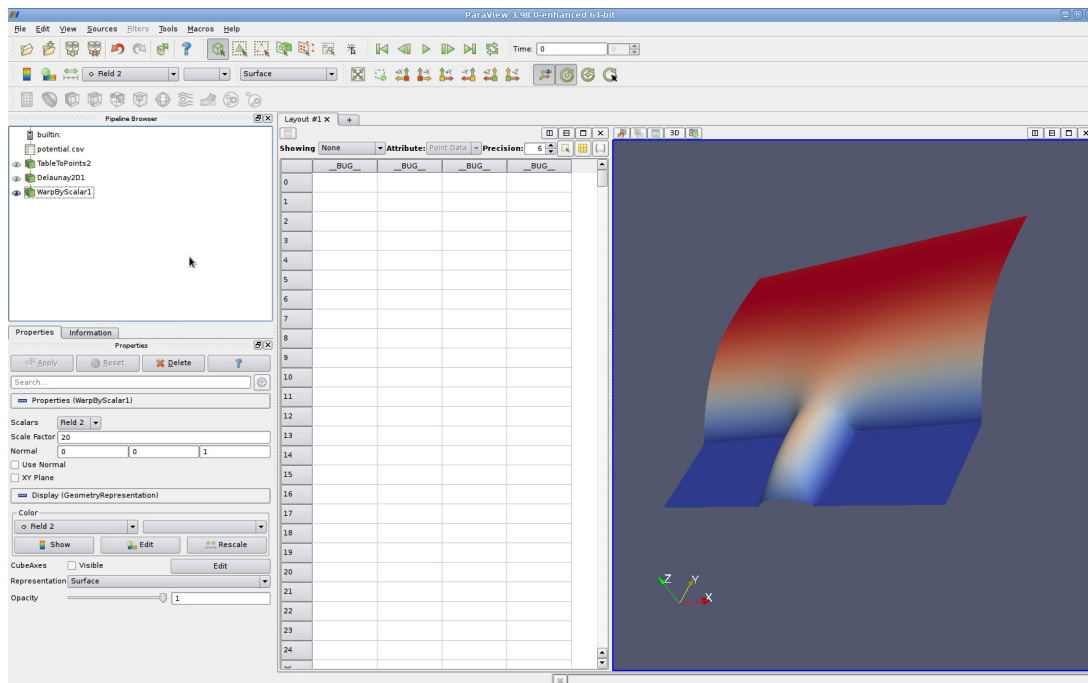 ParaView 3.98.0-enhanced 64-bit
File Edit View Sources Filters Tools Macros Help
Time: 0 0
Field 2 Surface +X -X +Y -Y +Z -Z
Pipeline Browser
builtin:
potential.csv
TableToPoints2
Delaunay2D1
WarpByScalar1
Properties Information
Properties
Apply Reset Delete ?
Search...
Properties (WarpByScalar1)
Scalars Field 2
Scale Factor 20
Normal 0 0 1
Use Normal
XY Plane
Display (GeometryRepresentation)
Color
Field 2
Show Edit Rescale
CubeAxes Visible Edit
Representation Surface
Opacity 1
Layout #1 x +
Showing None Attribute: Point Data Precision: 6 {...}
__BUG__ __BUG__ __BUG__ __BUG__
0
1
2
3
4
5
6
7
8
9
10
11
12
13
14
15
16
17
18
19
20
21
22
23
24
3D
Z Y X